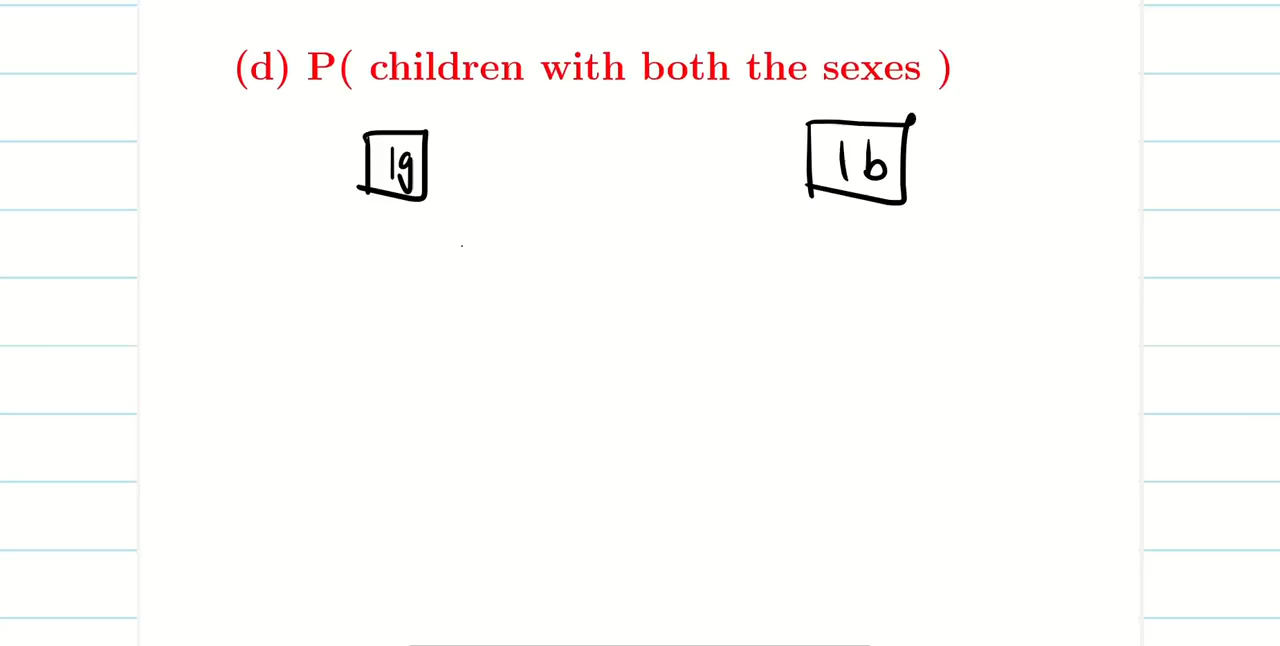 (d) P( children with both the sexes )
1g 1b